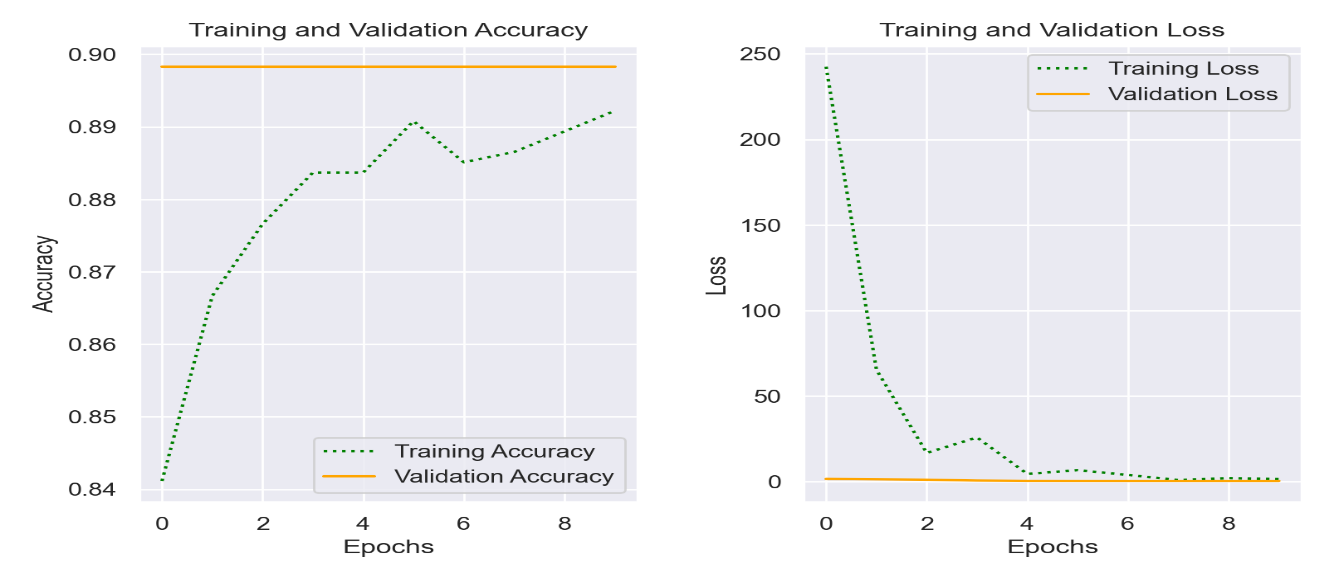 Training and Validation Accuracy
0.90
0.89
0.88
0.87
0.86
0.85
0.84
Accuracy
Training Accuracy
Validation Accuracy
0 2 4 6 8
Epochs
Training and Validation Loss
250
200
150
100
50
0
Loss
Training Loss
Validation Loss
0 2 4 6 8
Epochs